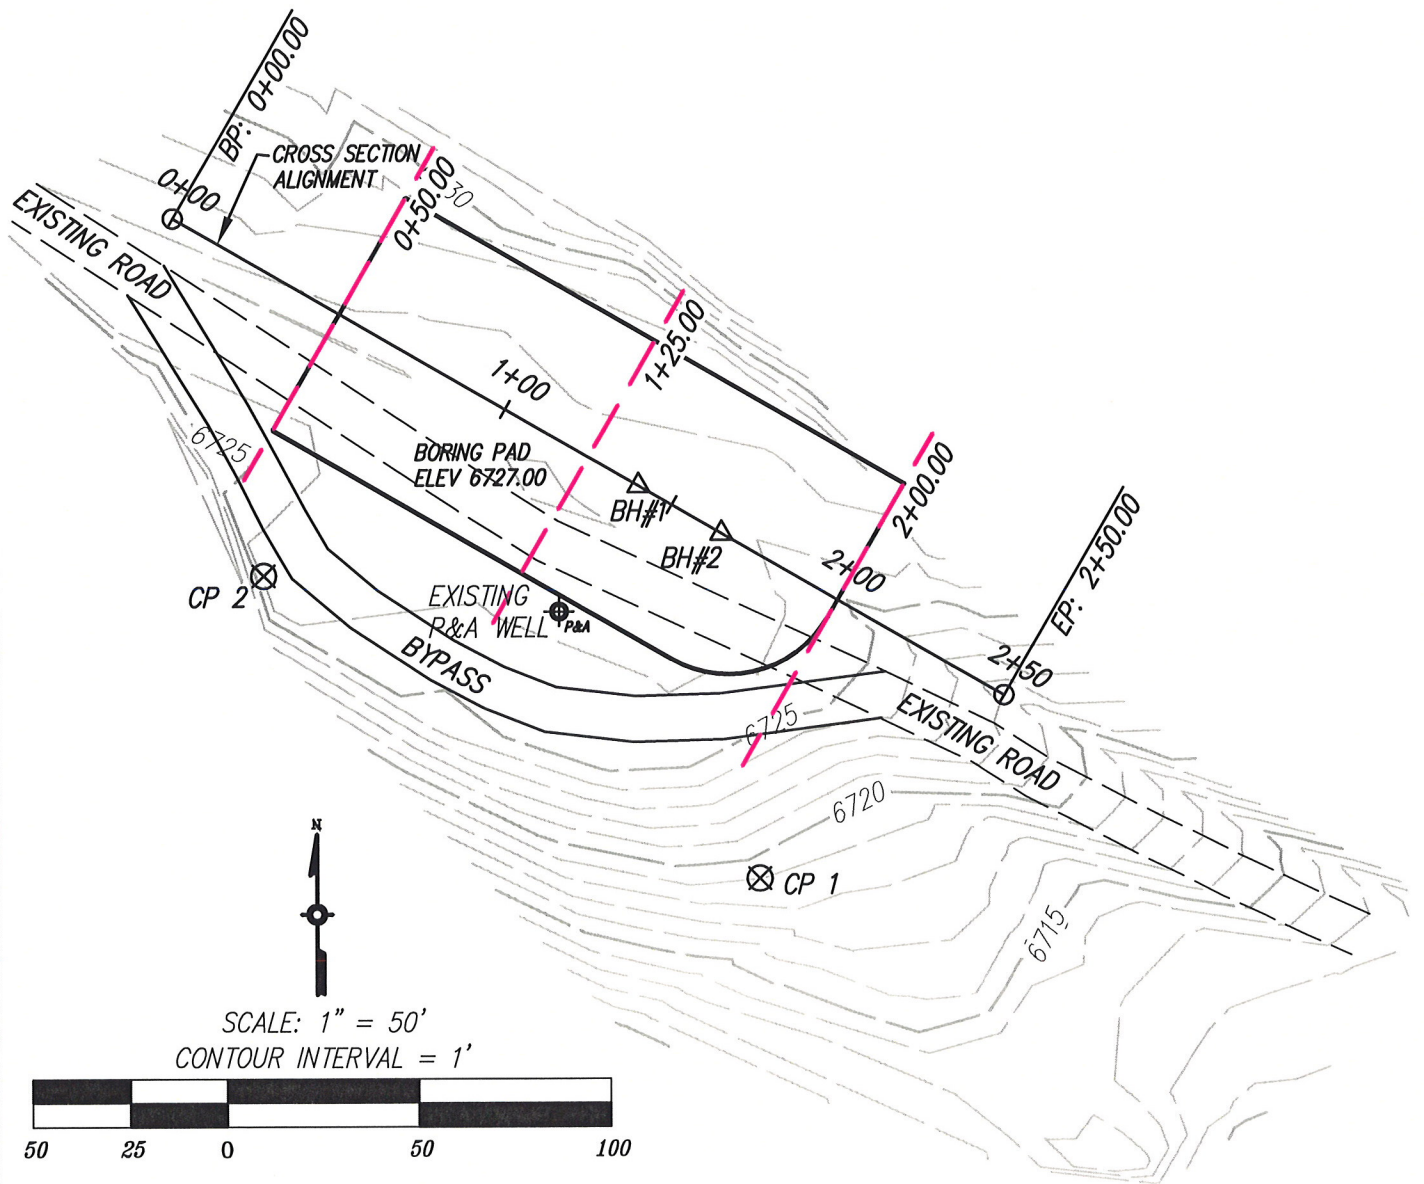 BP: 0+00.00
CROSS SECTION
ALIGNMENT
0+00
0+50.00
30
EXISTING ROAD
1+25.00
1+00
6725
BORING PAD
ELEV 6727.00
BH#1
BH#2
2+00.00
2+00
EP: 2+50.00
CP 2
EXISTING
P&A WELL
P&A
BYPASS
2+50
6725
EXISTING ROAD
6720
CP 1
6715
N
SCALE: 1" = 50'
CONTOUR INTERVAL = 1'
50 25 0 50 100